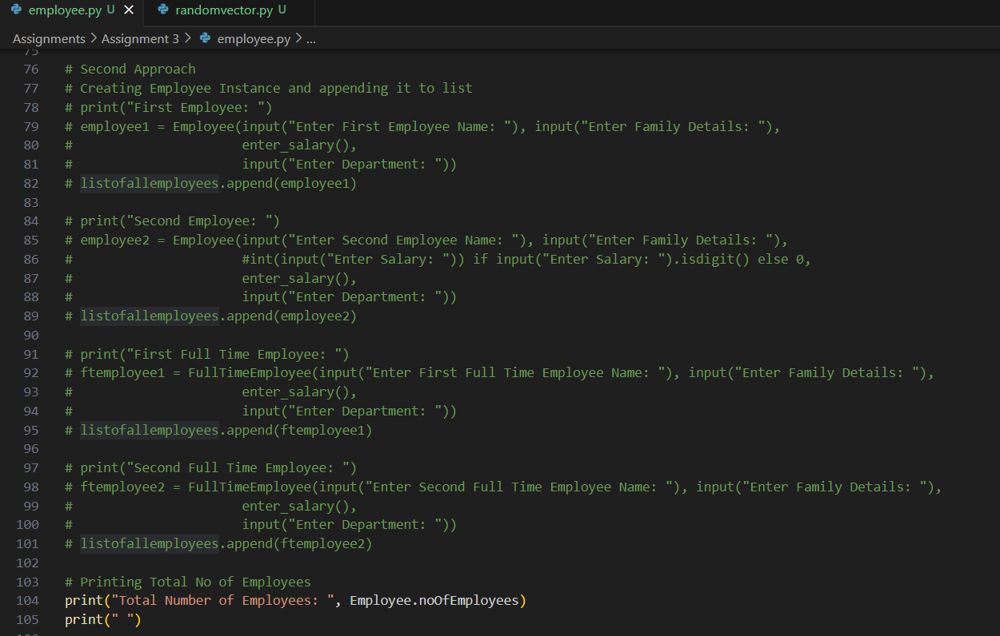 employee.py U randomvector.py U
Assignments > Assignment 3 > employee.py > ...
75
76 # Second Approach
77 # Creating Employee Instance and appending it to list
78 # print("First Employee: ")
79 # employee1 = Employee(input("Enter First Employee Name: "), input("Enter Family Details: "),
80 #                      enter_salary(),
81 #                      input("Enter Department: "))
82 # listofallemployees.append(employee1)
83
84 # print("Second Employee: ")
85 # employee2 = Employee(input("Enter Second Employee Name: "), input("Enter Family Details: "),
86 #                      #int(input("Enter Salary: ")) if input("Enter Salary: ").isdigit() else 0,
87 #                      enter_salary(),
88 #                      input("Enter Department: "))
89 # listofallemployees.append(employee2)
90
91 # print("First Full Time Employee: ")
92 # ftemployee1 = FullTimeEmployee(input("Enter First Full Time Employee Name: "), input("Enter Family Details: "),
93 #                      enter_salary(),
94 #                      input("Enter Department: "))
95 # listofallemployees.append(ftemployee1)
96
97 # print("Second Full Time Employee: ")
98 # ftemployee2 = FullTimeEmployee(input("Enter Second Full Time Employee Name: "), input("Enter Family Details: "),
99 #                      enter_salary(),
100 #                      input("Enter Department: "))
101 # listofallemployees.append(ftemployee2)
102
103 # Printing Total No of Employees
104 print("Total Number of Employees: ", Employee.noOfEmployees)
105 print(" ")